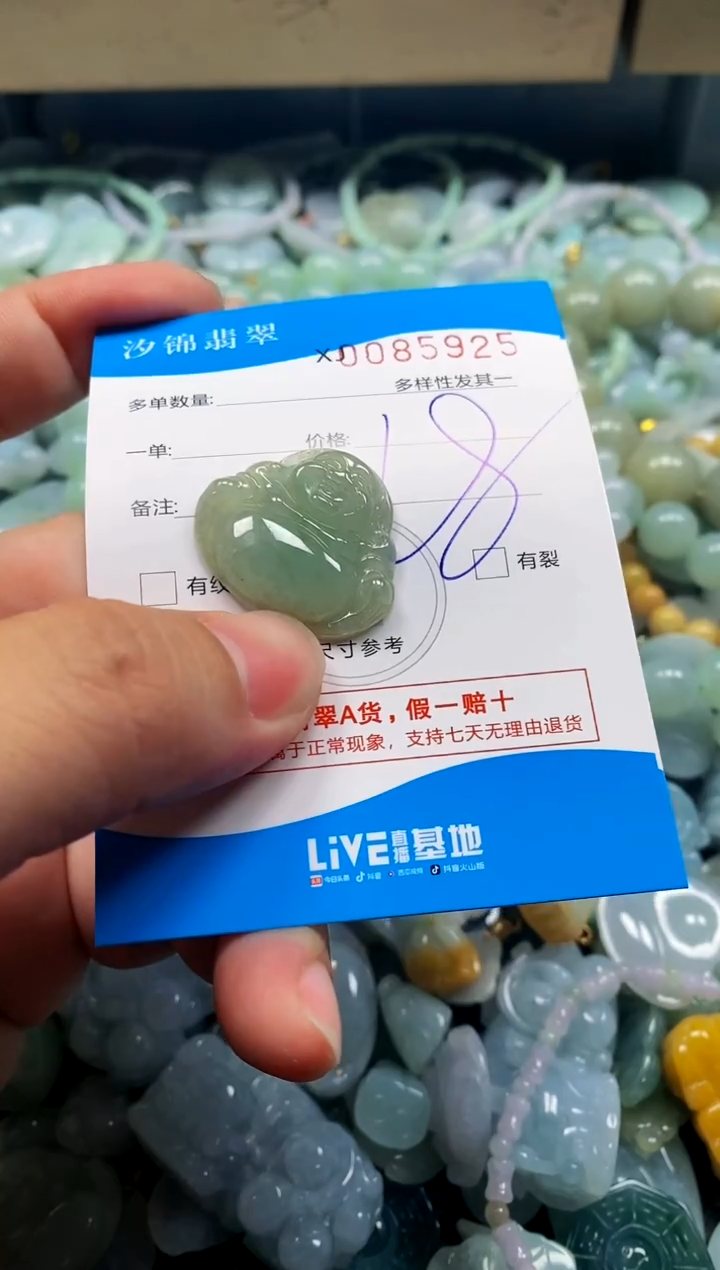 汐锦翡翠
XJ0085925
多单数量:
多样性发其一
一单:
价格:
18
备注:
有纹
有裂
尺寸参考
翠A货，假一赔十
属于正常现象，支持七天无理由退货
LiVE直播基地
今日头条 抖音 西瓜视频 抖音火山版